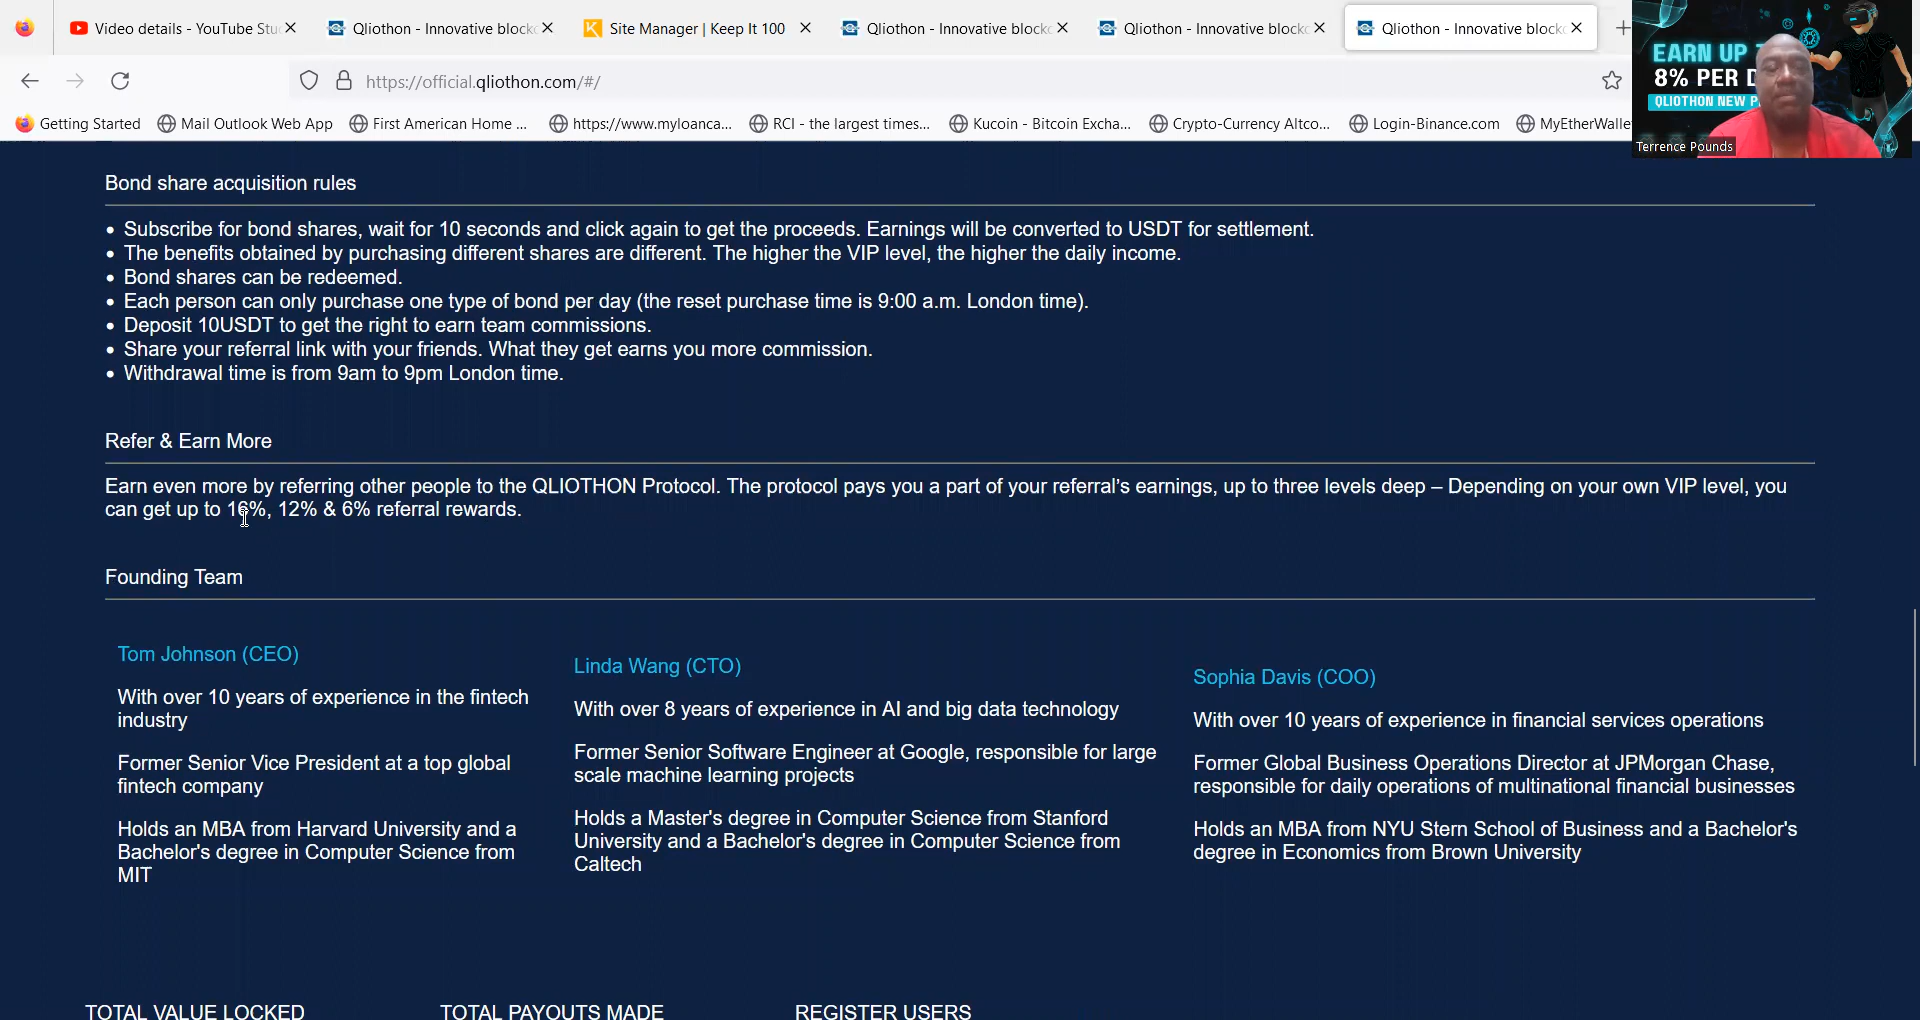 Video details - YouTube Stu
Qliothon - Innovative blockc
Site Manager | Keep It 100
Qliothon - Innovative blockc
Qliothon - Innovative blockc
Qliothon - Innovative blockc
https://official.qliothon.com/#/
Getting Started
Mail Outlook Web App
First American Home ...
https://www.myloanca...
RCI - the largest times...
Kucoin - Bitcoin Excha...
Crypto-Currency Altco...
Login-Binance.com
MyEtherWalle
EARN UP
8% PER D
QLIOTHON NEW P
Terrence Pounds
Bond share acquisition rules
• Subscribe for bond shares, wait for 10 seconds and click again to get the proceeds. Earnings will be converted to USDT for settlement.
• The benefits obtained by purchasing different shares are different. The higher the VIP level, the higher the daily income.
• Bond shares can be redeemed.
• Each person can only purchase one type of bond per day (the reset purchase time is 9:00 a.m. London time).
• Deposit 10USDT to get the right to earn team commissions.
• Share your referral link with your friends. What they get earns you more commission.
• Withdrawal time is from 9am to 9pm London time.
Refer & Earn More
Earn even more by referring other people to the QLIOTHON Protocol. The protocol pays you a part of your referral's earnings, up to three levels deep – Depending on your own VIP level, you
can get up to 16%, 12% & 6% referral rewards.
Founding Team
Tom Johnson (CEO)
With over 10 years of experience in the fintech
industry
Former Senior Vice President at a top global
fintech company
Holds an MBA from Harvard University and a
Bachelor's degree in Computer Science from
MIT
Linda Wang (CTO)
With over 8 years of experience in AI and big data technology
Former Senior Software Engineer at Google, responsible for large
scale machine learning projects
Holds a Master's degree in Computer Science from Stanford
University and a Bachelor's degree in Computer Science from
Caltech
Sophia Davis (COO)
With over 10 years of experience in financial services operations
Former Global Business Operations Director at JPMorgan Chase,
responsible for daily operations of multinational financial businesses
Holds an MBA from NYU Stern School of Business and a Bachelor's
degree in Economics from Brown University
TOTAL VALUE LOCKED
TOTAL PAYOUTS MADE
REGISTER USERS